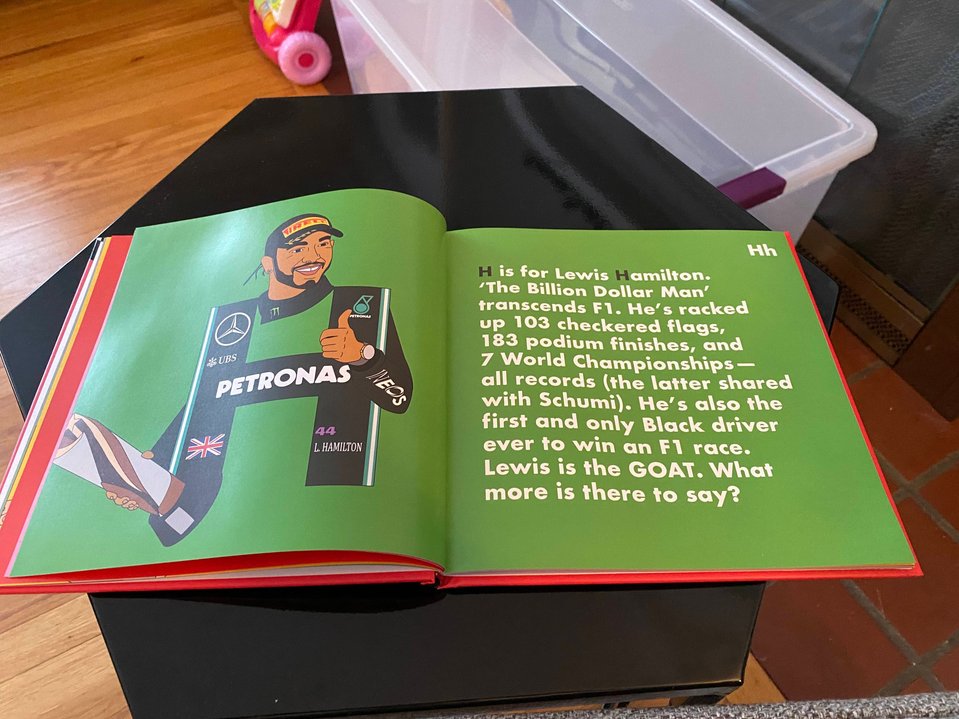 PIRELLI
PETRONAS
UBS
PETRONAS
INEOS
44
L. HAMILTON
Hh
H is for Lewis Hamilton.
‘The Billion Dollar Man’
transcends F1. He’s racked
up 103 checkered flags,
183 podium finishes, and
7 World Championships—
all records (the latter shared
with Schumi). He’s also the
first and only Black driver
ever to win an F1 race.
Lewis is the GOAT. What
more is there to say?